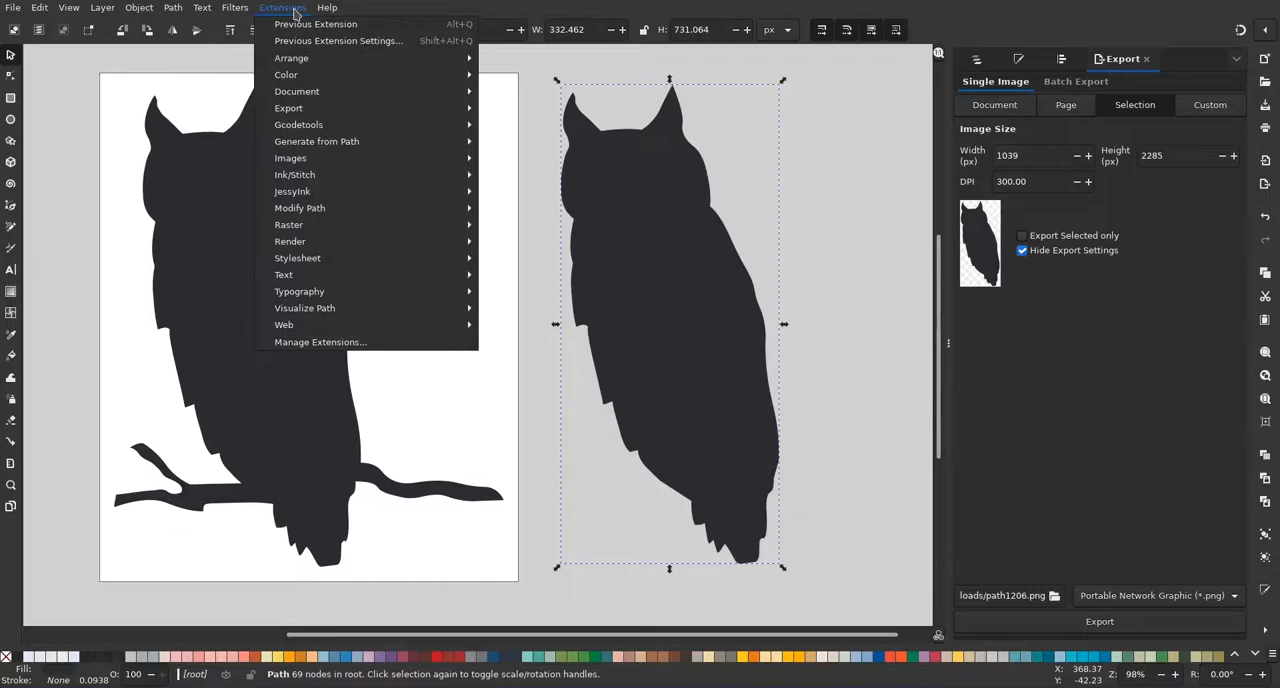 File Edit View Layer Object Path Text Filters Extensions Help
W: 332.462 H: 731.064 px
Previous Extension Alt+Q
Previous Extension Settings... Shift+Alt+Q
Arrange
Color
Document
Export
Gcodetools
Generate from Path
Images
Ink/Stitch
JessyInk
Modify Path
Raster
Render
Stylesheet
Text
Typography
Visualize Path
Web
Manage Extensions...
Export
Single Image Batch Export
Document Page Selection Custom
Image Size
Width (px) 1039 Height (px) 2285
DPI 300.00
Export Selected only
Hide Export Settings
loads/path1206.png Portable Network Graphic (*.png)
Export
Fill:
Stroke: None 0.0938 O: 100 [root] Path 69 nodes in root. Click selection again to toggle scale/rotation handles.
X: 368.37
Y: -42.23
Z: 98% R: 0.00°